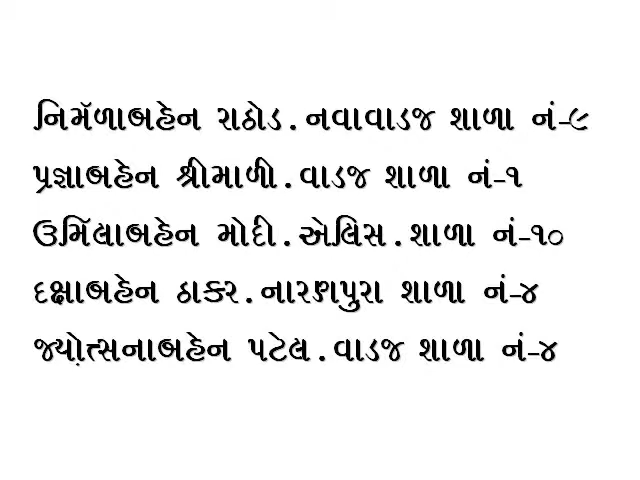 નિર્મળાબહેન રાઠોડ.નવાવાડજ શાળા નં-૯
પ્રજ્ઞાબહેન શ્રીમાળી.વાડજ શાળા નં-૧
ઉર્મિલાબહેન મોદી.એલિસ.શાળા નં-૧૦
દક્ષાબહેન ઠાકર.નારણપુરા શાળા નં-૪
જ્યોત્સનાબહેન પટેલ.વાડજ શાળા નં-૪